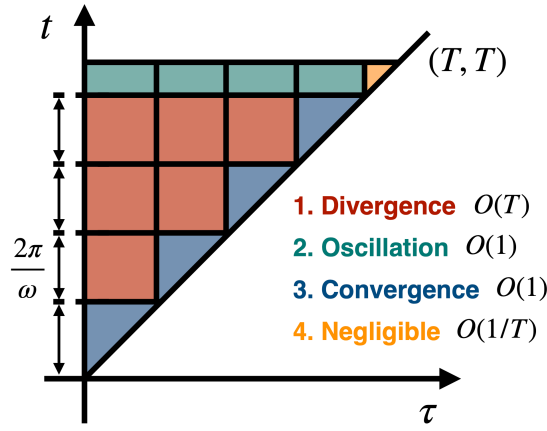 t
(T, T)
1. Divergence O(T)
2. Oscillation O(1)
2π
ω
3. Convergence O(1)
4. Negligible O(1/T)
τ